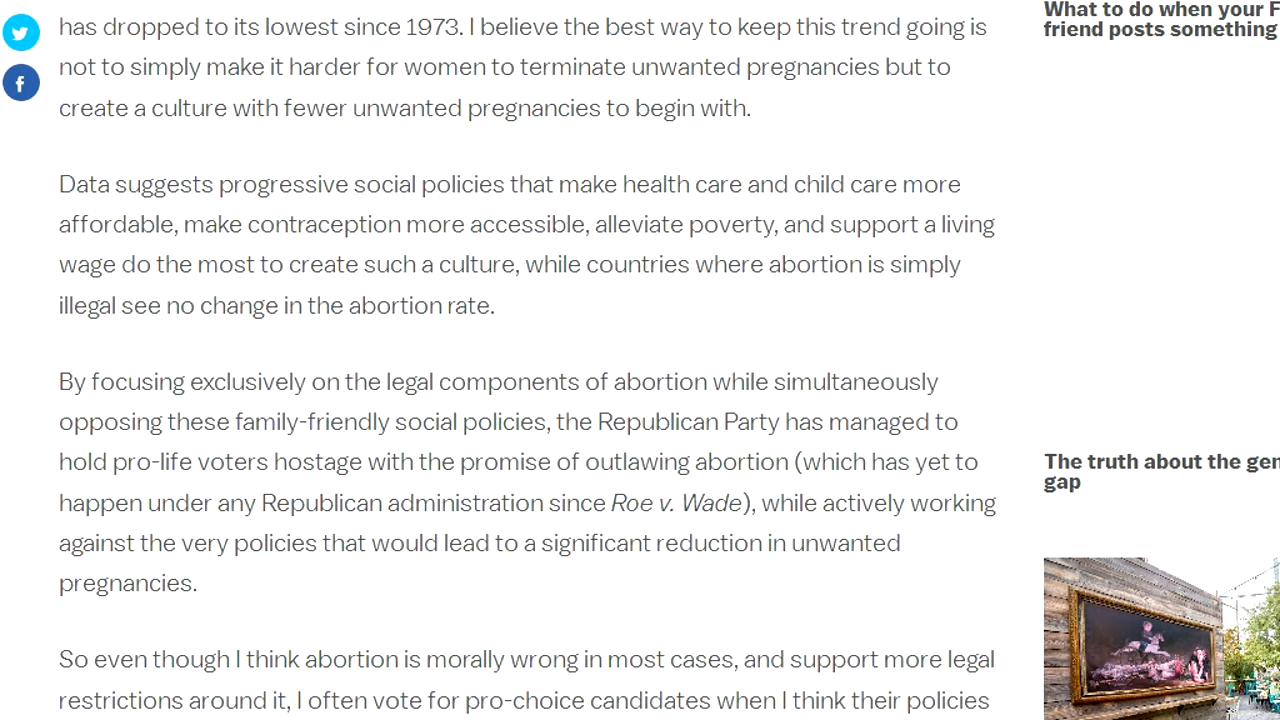 has dropped to its lowest since 1973. I believe the best way to keep this trend going is
not to simply make it harder for women to terminate unwanted pregnancies but to
create a culture with fewer unwanted pregnancies to begin with.
Data suggests progressive social policies that make health care and child care more
affordable, make contraception more accessible, alleviate poverty, and support a living
wage do the most to create such a culture, while countries where abortion is simply
illegal see no change in the abortion rate.
By focusing exclusively on the legal components of abortion while simultaneously
opposing these family-friendly social policies, the Republican Party has managed to
hold pro-life voters hostage with the promise of outlawing abortion (which has yet to
happen under any Republican administration since Roe v. Wade), while actively working
against the very policies that would lead to a significant reduction in unwanted
pregnancies.
So even though I think abortion is morally wrong in most cases, and support more legal
restrictions around it, I often vote for pro-choice candidates when I think their policies
What to do when your F
friend posts something
The truth about the gen
gap